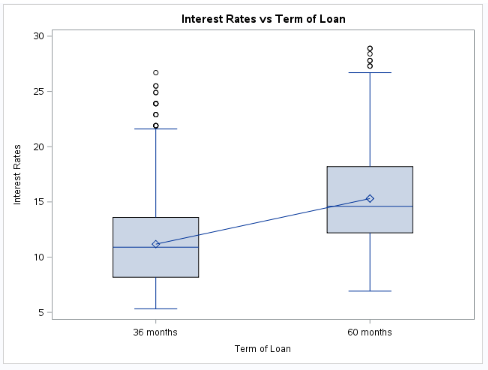 Interest Rates vs Term of Loan
30
25
20
15
10
5
Interest Rates
36 months
60 months
Term of Loan